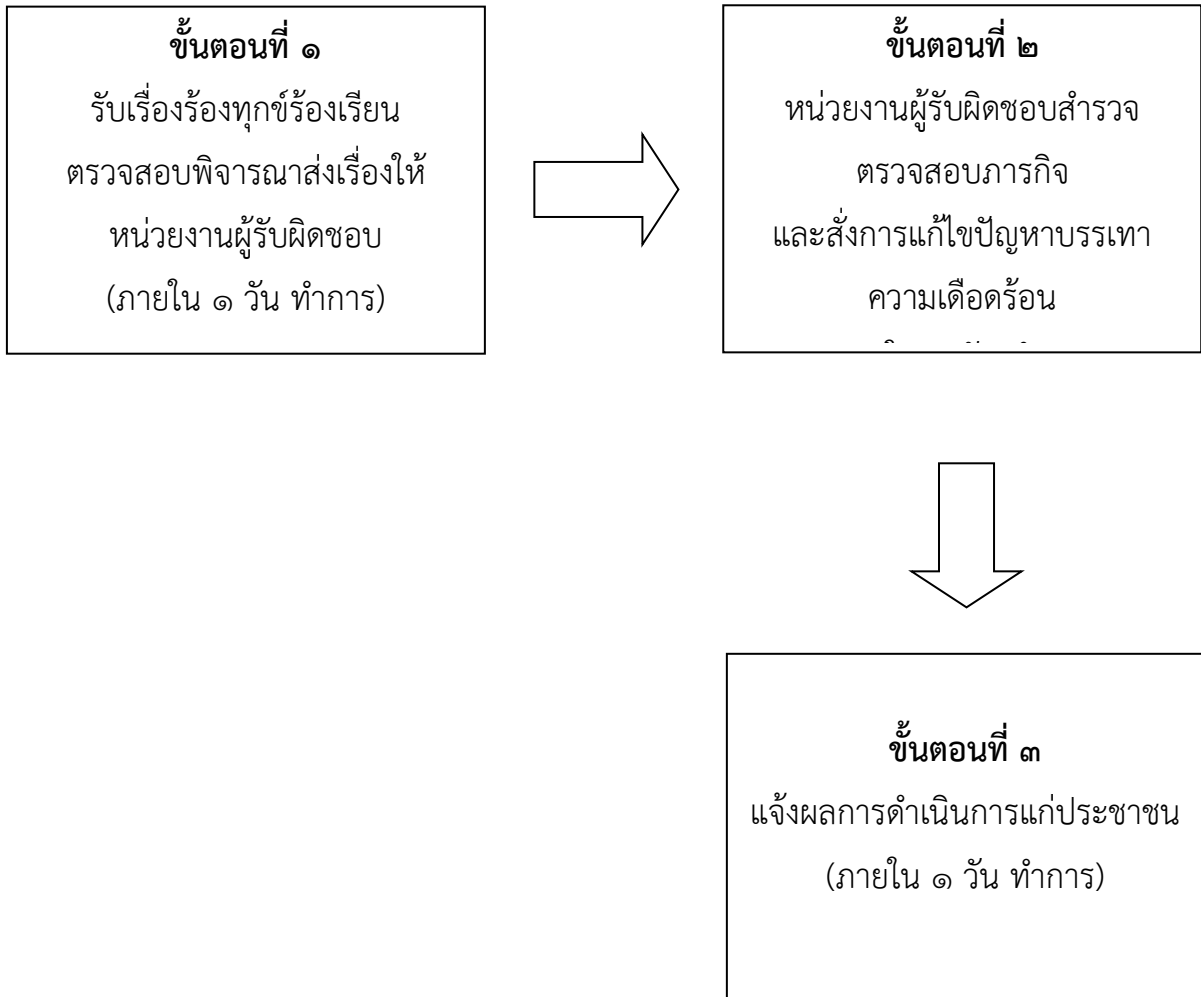 ขั้นตอนที่ ๑
รับเรื่องร้องทุกข์ร้องเรียน
ตรวจสอบพิจารณาส่งเรื่องให้
หน่วยงานผู้รับผิดชอบ
(ภายใน ๑ วัน ทำการ)
ขั้นตอนที่ ๒
หน่วยงานผู้รับผิดชอบสำรวจ
ตรวจสอบภารกิจ
และสั่งการแก้ไขปัญหาบรรเทา
ความเดือดร้อน
ขั้นตอนที่ ๓
แจ้งผลการดำเนินการแก่ประชาชน
(ภายใน ๑ วัน ทำการ)